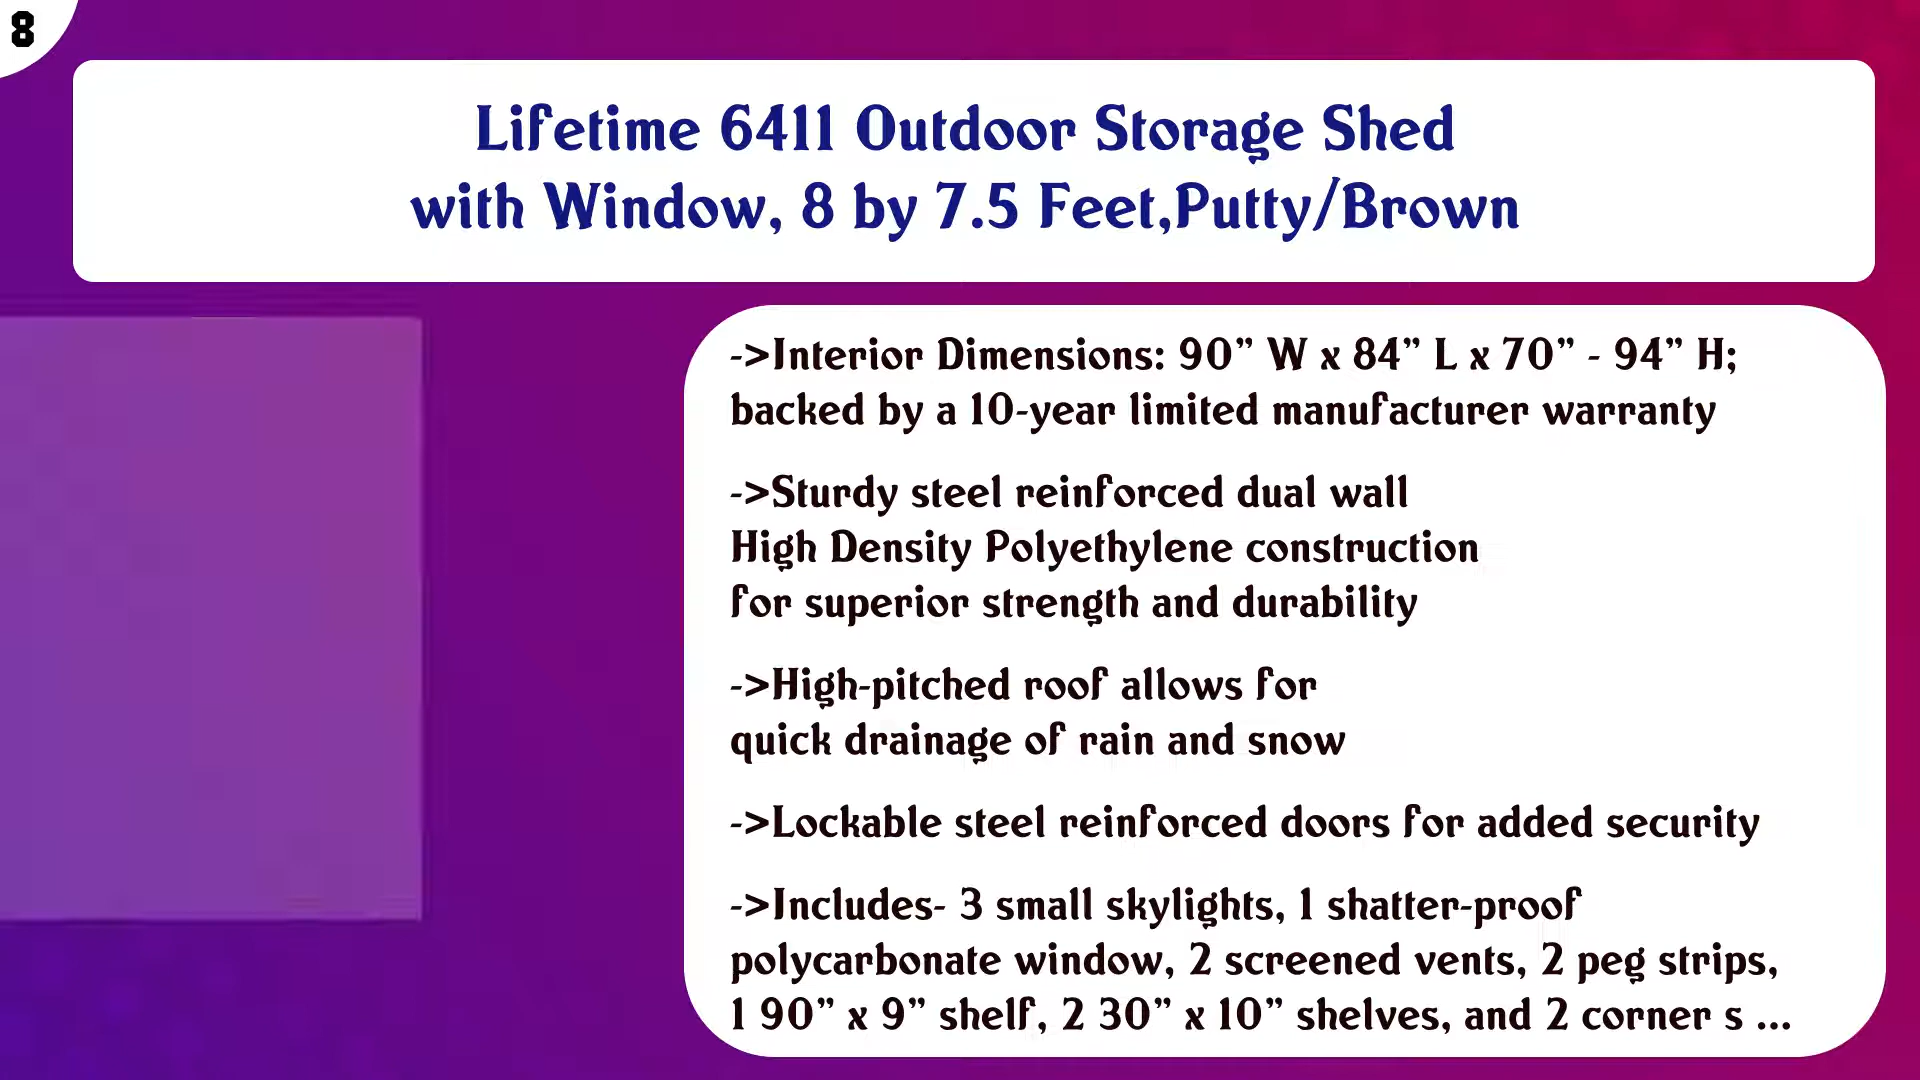 8
Lifetime 6411 Outdoor Storage Shed
with Window, 8 by 7.5 Feet,Putty/Brown
->Interior Dimensions: 90” W x 84” L x 70” - 94” H;
backed by a 10-year limited manufacturer warranty
->Sturdy steel reinforced dual wall
High Density Polyethylene construction
for superior strength and durability
->High-pitched roof allows for
quick drainage of rain and snow
->Lockable steel reinforced doors for added security
->Includes- 3 small skylights, 1 shatter-proof
polycarbonate window, 2 screened vents, 2 peg strips,
1 90” x 9” shelf, 2 30” x 10” shelves, and 2 corner s ...